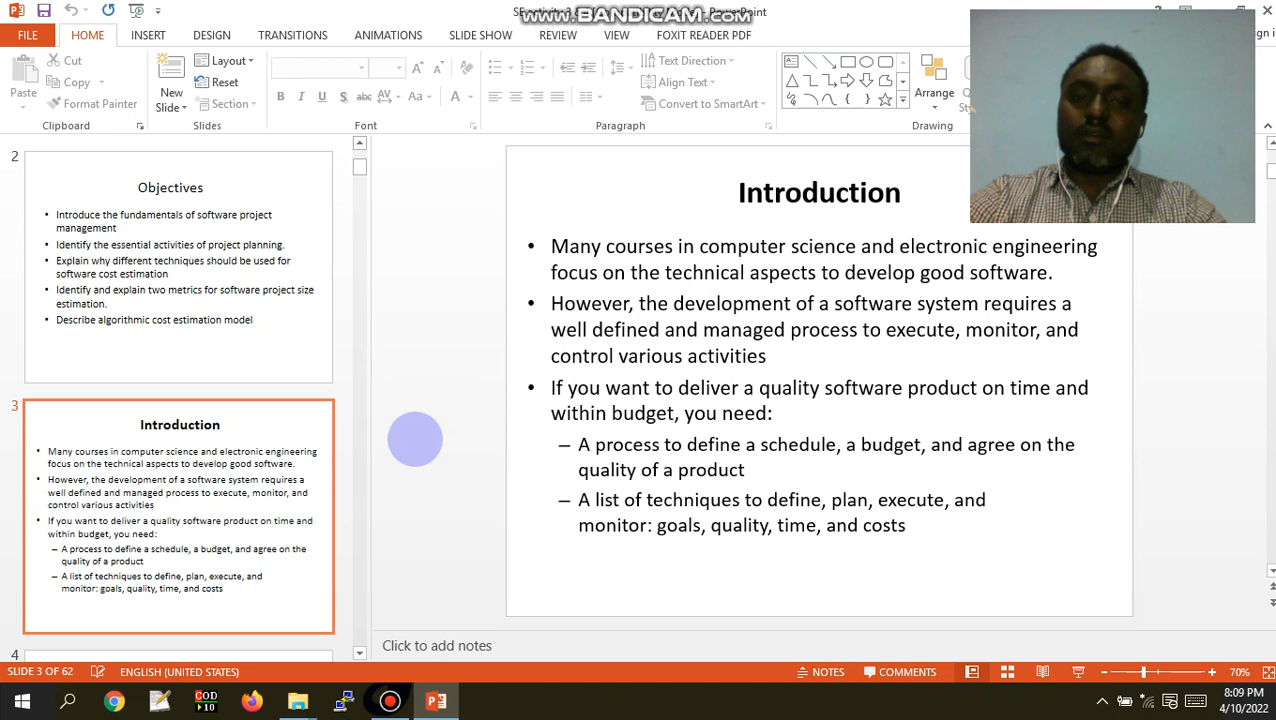 www.BANDICAM.com
PowerPoint
FILE HOME INSERT DESIGN TRANSITIONS ANIMATIONS SLIDE SHOW REVIEW VIEW FOXIT READER PDF
Cut
Copy
Format Painter
Paste
Clipboard
New
Slide
Layout
Reset
Section
Slides
Font
Text Direction
Align Text
Convert to SmartArt
Paragraph
Arrange
Drawing
2
Objectives
• Introduce the fundamentals of software project
management
• Identify the essential activities of project planning.
• Explain why different techniques should be used for
software cost estimation
• Identify and explain two metrics for software project size
estimation.
• Describe algorithmic cost estimation model
3
Introduction
• Many courses in computer science and electronic engineering
focus on the technical aspects to develop good software.
• However, the development of a software system requires a
well defined and managed process to execute, monitor, and
control various activities
• If you want to deliver a quality software product on time and
within budget, you need:
– A process to define a schedule, a budget, and agree on the
quality of a product
– A list of techniques to define, plan, execute, and
monitor: goals, quality, time, and costs
4
Introduction
• Many courses in computer science and electronic engineering
focus on the technical aspects to develop good software.
• However, the development of a software system requires a
well defined and managed process to execute, monitor, and
control various activities
• If you want to deliver a quality software product on time and
within budget, you need:
– A process to define a schedule, a budget, and agree on the
quality of a product
– A list of techniques to define, plan, execute, and
monitor: goals, quality, time, and costs
Click to add notes
SLIDE 3 OF 62 ENGLISH (UNITED STATES) NOTES COMMENTS 70%
8:09 PM
4/10/2022